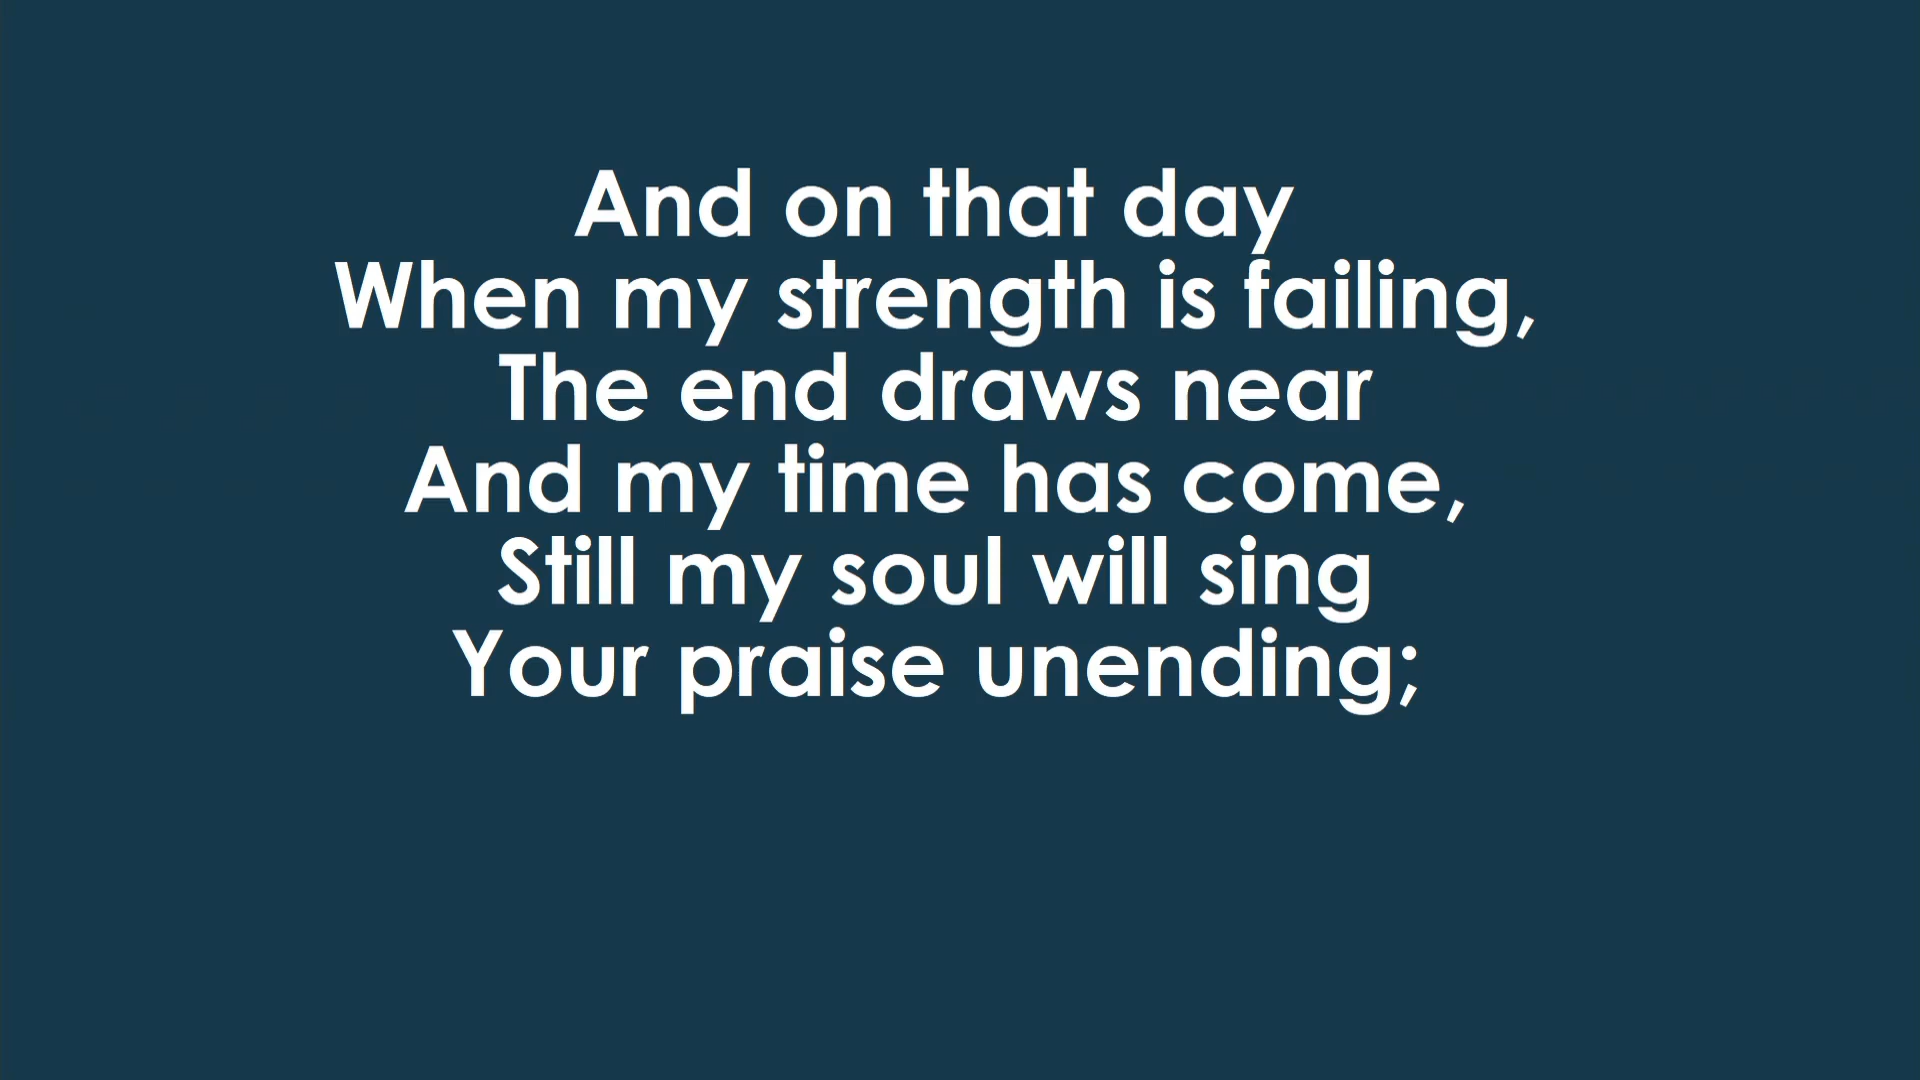 And on that day
When my strength is failing,
The end draws near
And my time has come,
Still my soul will sing
Your praise unending;